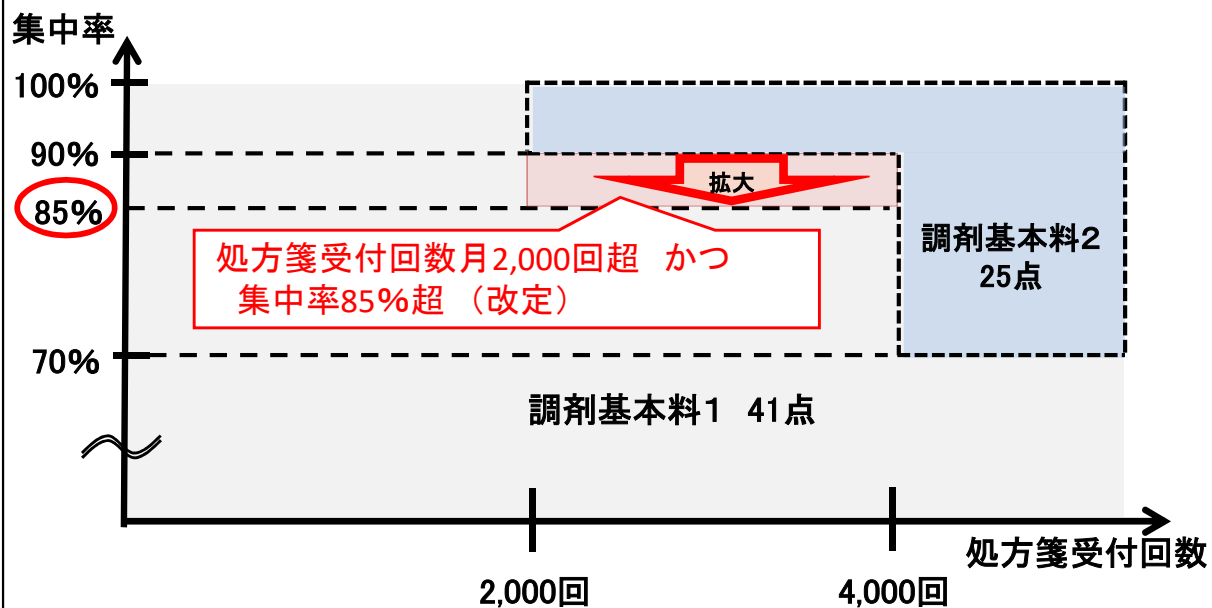 集中率
100%
90%
拡大
85%
処方箋受付回数月2,000回超 かつ
集中率85%超 （改定）
調剤基本料2
25点
70%
調剤基本料1 41点
処方箋受付回数
2,000回
4,000回